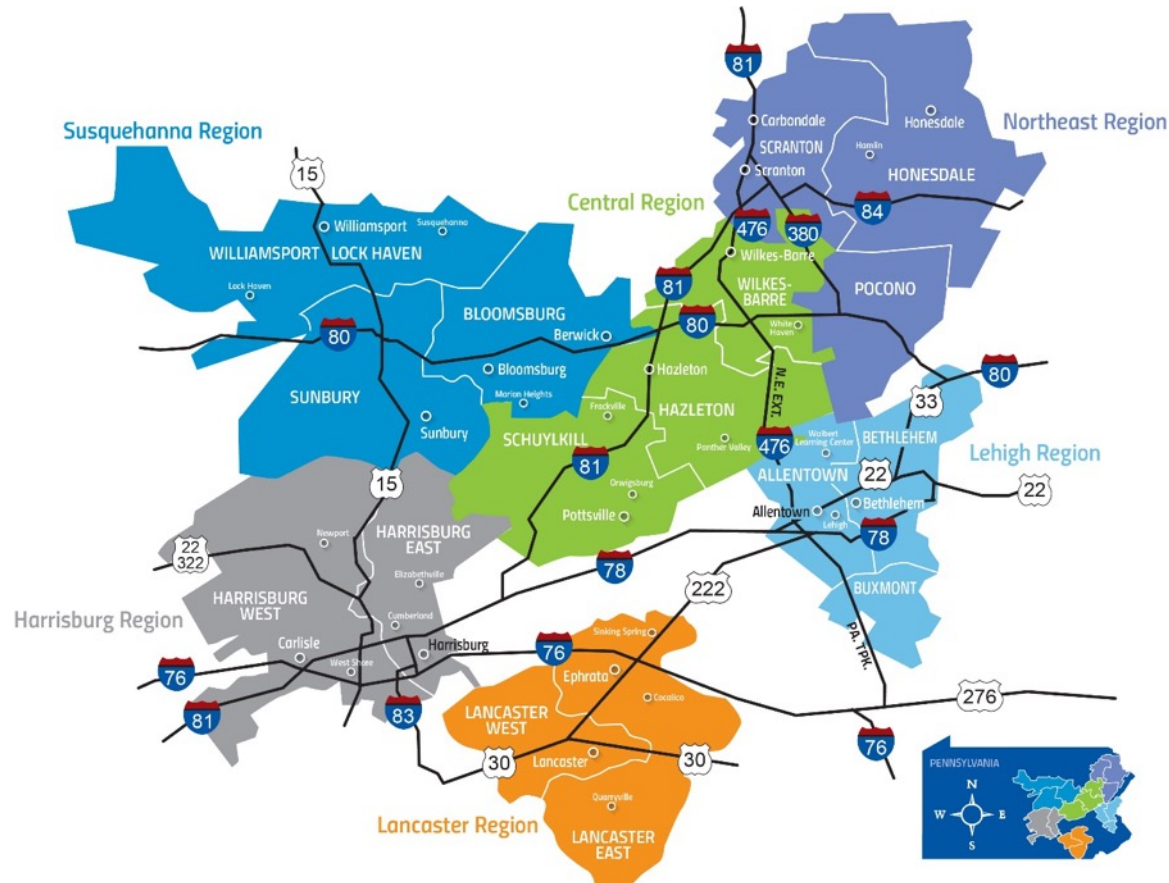 81
Susquehanna Region
Carbondale
Honesdale
Northeast Region
SCRANTON
Hamlin
15
Scranton
HONESDALE
Central Region
84
Williamsport
Susquehanna
476
380
WILLIAMSPORT
LOCK HAVEN
Wilkes-Barre
81
WILKES-
BARRE
POCONO
Lock Haven
BLOOMSBURG
80
Berwick
80
White
Haven
Bloomsburg
Hazleton
80
SUNBURY
Marion Heights
N.E. EXT.
33
Sunbury
Frackville
HAZLETON
SCHUYLKILL
Panther Valley
476
Walbert
Learning Center
BETHLEHEM
81
Lehigh Region
15
ALLENTOWN
22
22
Orwigsburg
Bethlehem
Pottsville
Allentown
Lehigh
HARRISBURG
EAST
Newport
78
22
322
78
Elizabethville
222
BUXMONT
HARRISBURG
WEST
Harrisburg Region
Cumberland
Sinking Spring
Carlisle
Harrisburg
76
PA. TPK.
West Shore
Ephrata
76
Cocalico
276
81
83
LANCASTER
WEST
76
30
Lancaster
30
PENNSYLVANIA
N
W
E
S
Quarryville
Lancaster Region
LANCASTER
EAST